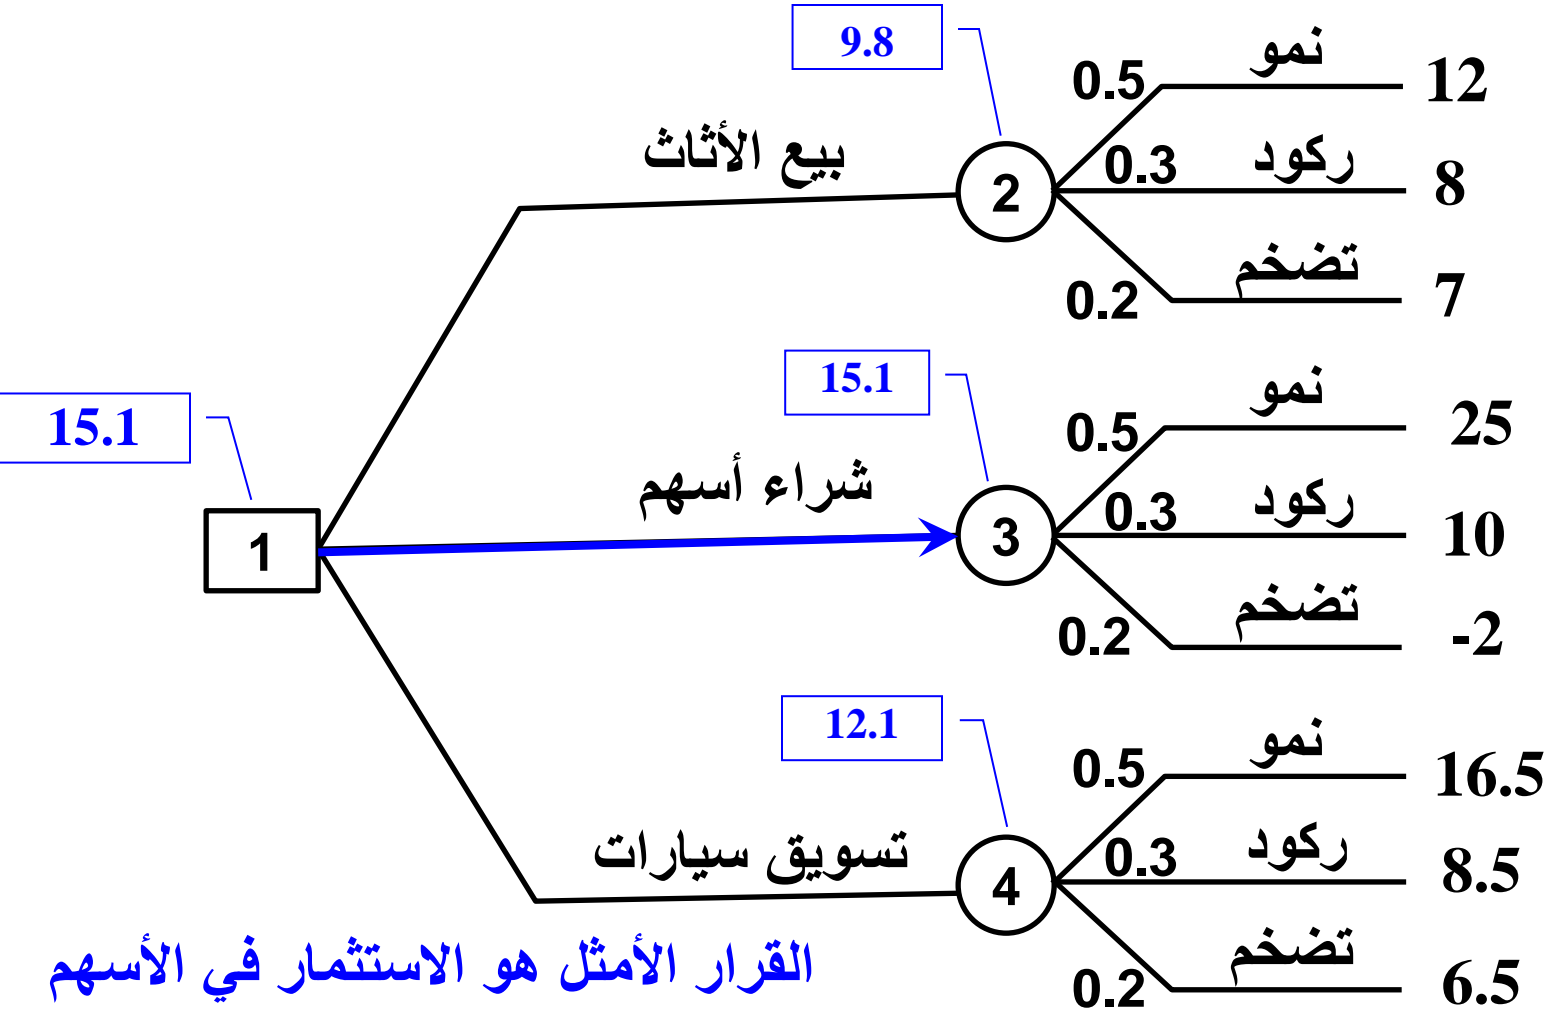 9.8
نمو
0.5
12
بيع الأثاث
2
ركود
0.3
8
تضخم
0.2
7
15.1
15.1
نمو
0.5
25
شراء أسهم
1
3
ركود
0.3
10
تضخم
0.2
-2
12.1
نمو
0.5
16.5
تسويق سيارات
4
ركود
0.3
8.5
تضخم
0.2
6.5
القرار الأمثل هو الاستثمار في الأسهم